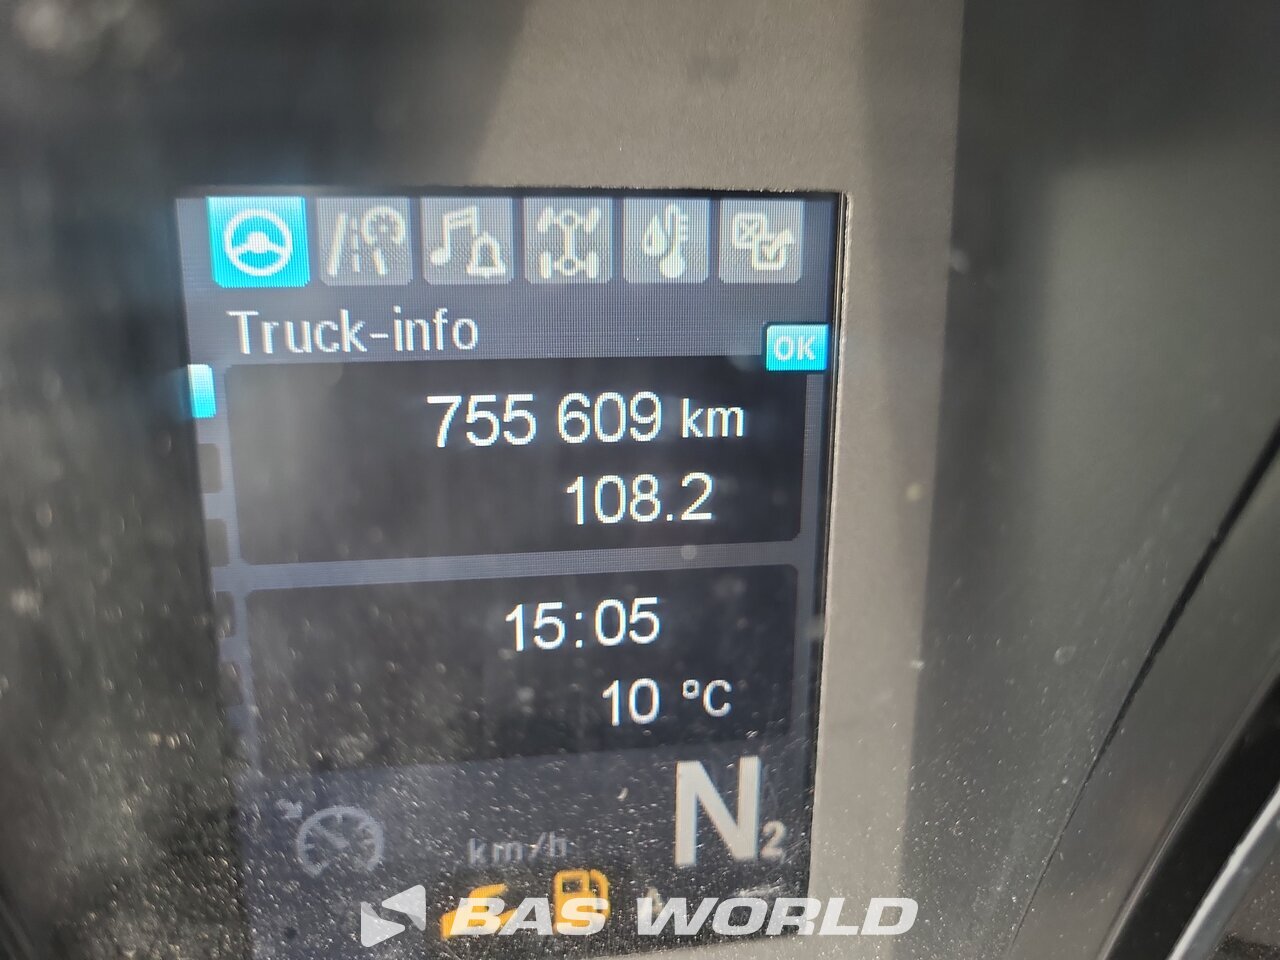 Truck-info
OK
755 609 km
108.2
15:05
10 °C
N2
km/h
BAS WORLD